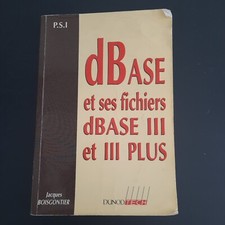 P.S.I
dBASE
et ses fichiers
dBASE III
et III PLUS
Jacques
BOISGONTIER
DUNOD TECH